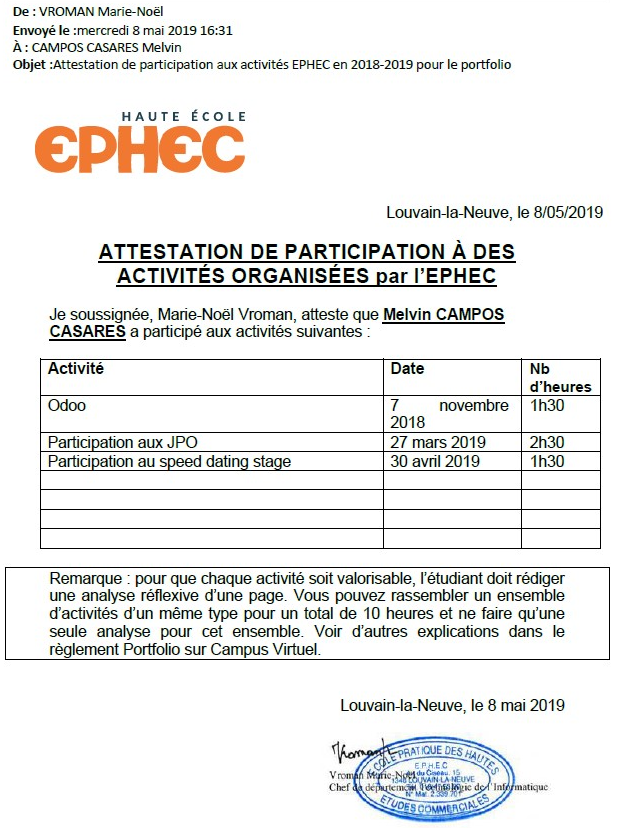 De : VROMAN Marie-Noël
Envoyé le :mercredi 8 mai 2019 16:31
À : CAMPOS CASARES Melvin
Objet :Attestation de participation aux activités EPHEC en 2018-2019 pour le portfolio
HAUTE ÉCOLE
EPHEC
Louvain-la-Neuve, le 8/05/2019
ATTESTATION DE PARTICIPATION À DES
ACTIVITÉS ORGANISÉES par l'EPHEC
Je soussignée, Marie-Noël Vroman, atteste que Melvin CAMPOS
CASARES a participé aux activités suivantes :
Activité Date Nb
d'heures
Odoo 7 novembre 1h30
2018
Participation aux JPO 27 mars 2019 2h30
Participation au speed dating stage 30 avril 2019 1h30
Remarque : pour que chaque activité soit valorisable, l'étudiant doit rédiger
une analyse réflexive d'une page. Vous pouvez rassembler un ensemble
d'activités d'un même type pour un total de 10 heures et ne faire qu'une
seule analyse pour cet ensemble. Voir d'autres explications dans le
règlement Portfolio sur Campus Virtuel.
Louvain-la-Neuve, le 8 mai 2019
Vroman
ECOLE PRATIQUE DES HAUTES
E.P.H.E.C
du Ciseau, 15
1348 LOUVAIN-LA-NEUVE
N° Mat. 2.339.701
ETUDES COMMERCIALES
Vroman Marie-Noël
Chef de département Technologie de l'Informatique